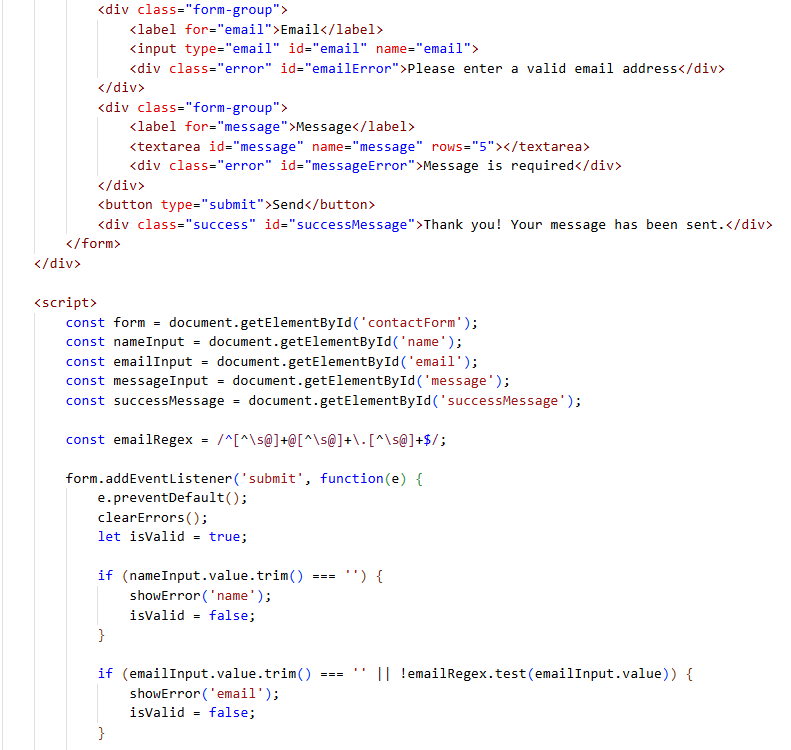 <div class="form-group">
<label for="email">Email</label>
<input type="email" id="email" name="email">
<div class="error" id="emailError">Please enter a valid email address</div>
</div>
<div class="form-group">
<label for="message">Message</label>
<textarea id="message" name="message" rows="5"></textarea>
<div class="error" id="messageError">Message is required</div>
</div>
<button type="submit">Send</button>
<div class="success" id="successMessage">Thank you! Your message has been sent.</div>
</form>
</div>
<script>
const form = document.getElementById('contactForm');
const nameInput = document.getElementById('name');
const emailInput = document.getElementById('email');
const messageInput = document.getElementById('message');
const successMessage = document.getElementById('successMessage');
const emailRegex = /^[^\s@]+@[^\s@]+\.[^\s@]+$/;
form.addEventListener('submit', function(e) {
e.preventDefault();
clearErrors();
let isValid = true;
if (nameInput.value.trim() === '') {
showError('name');
isValid = false;
}
if (emailInput.value.trim() === '' || !emailRegex.test(emailInput.value)) {
showError('email');
isValid = false;
}